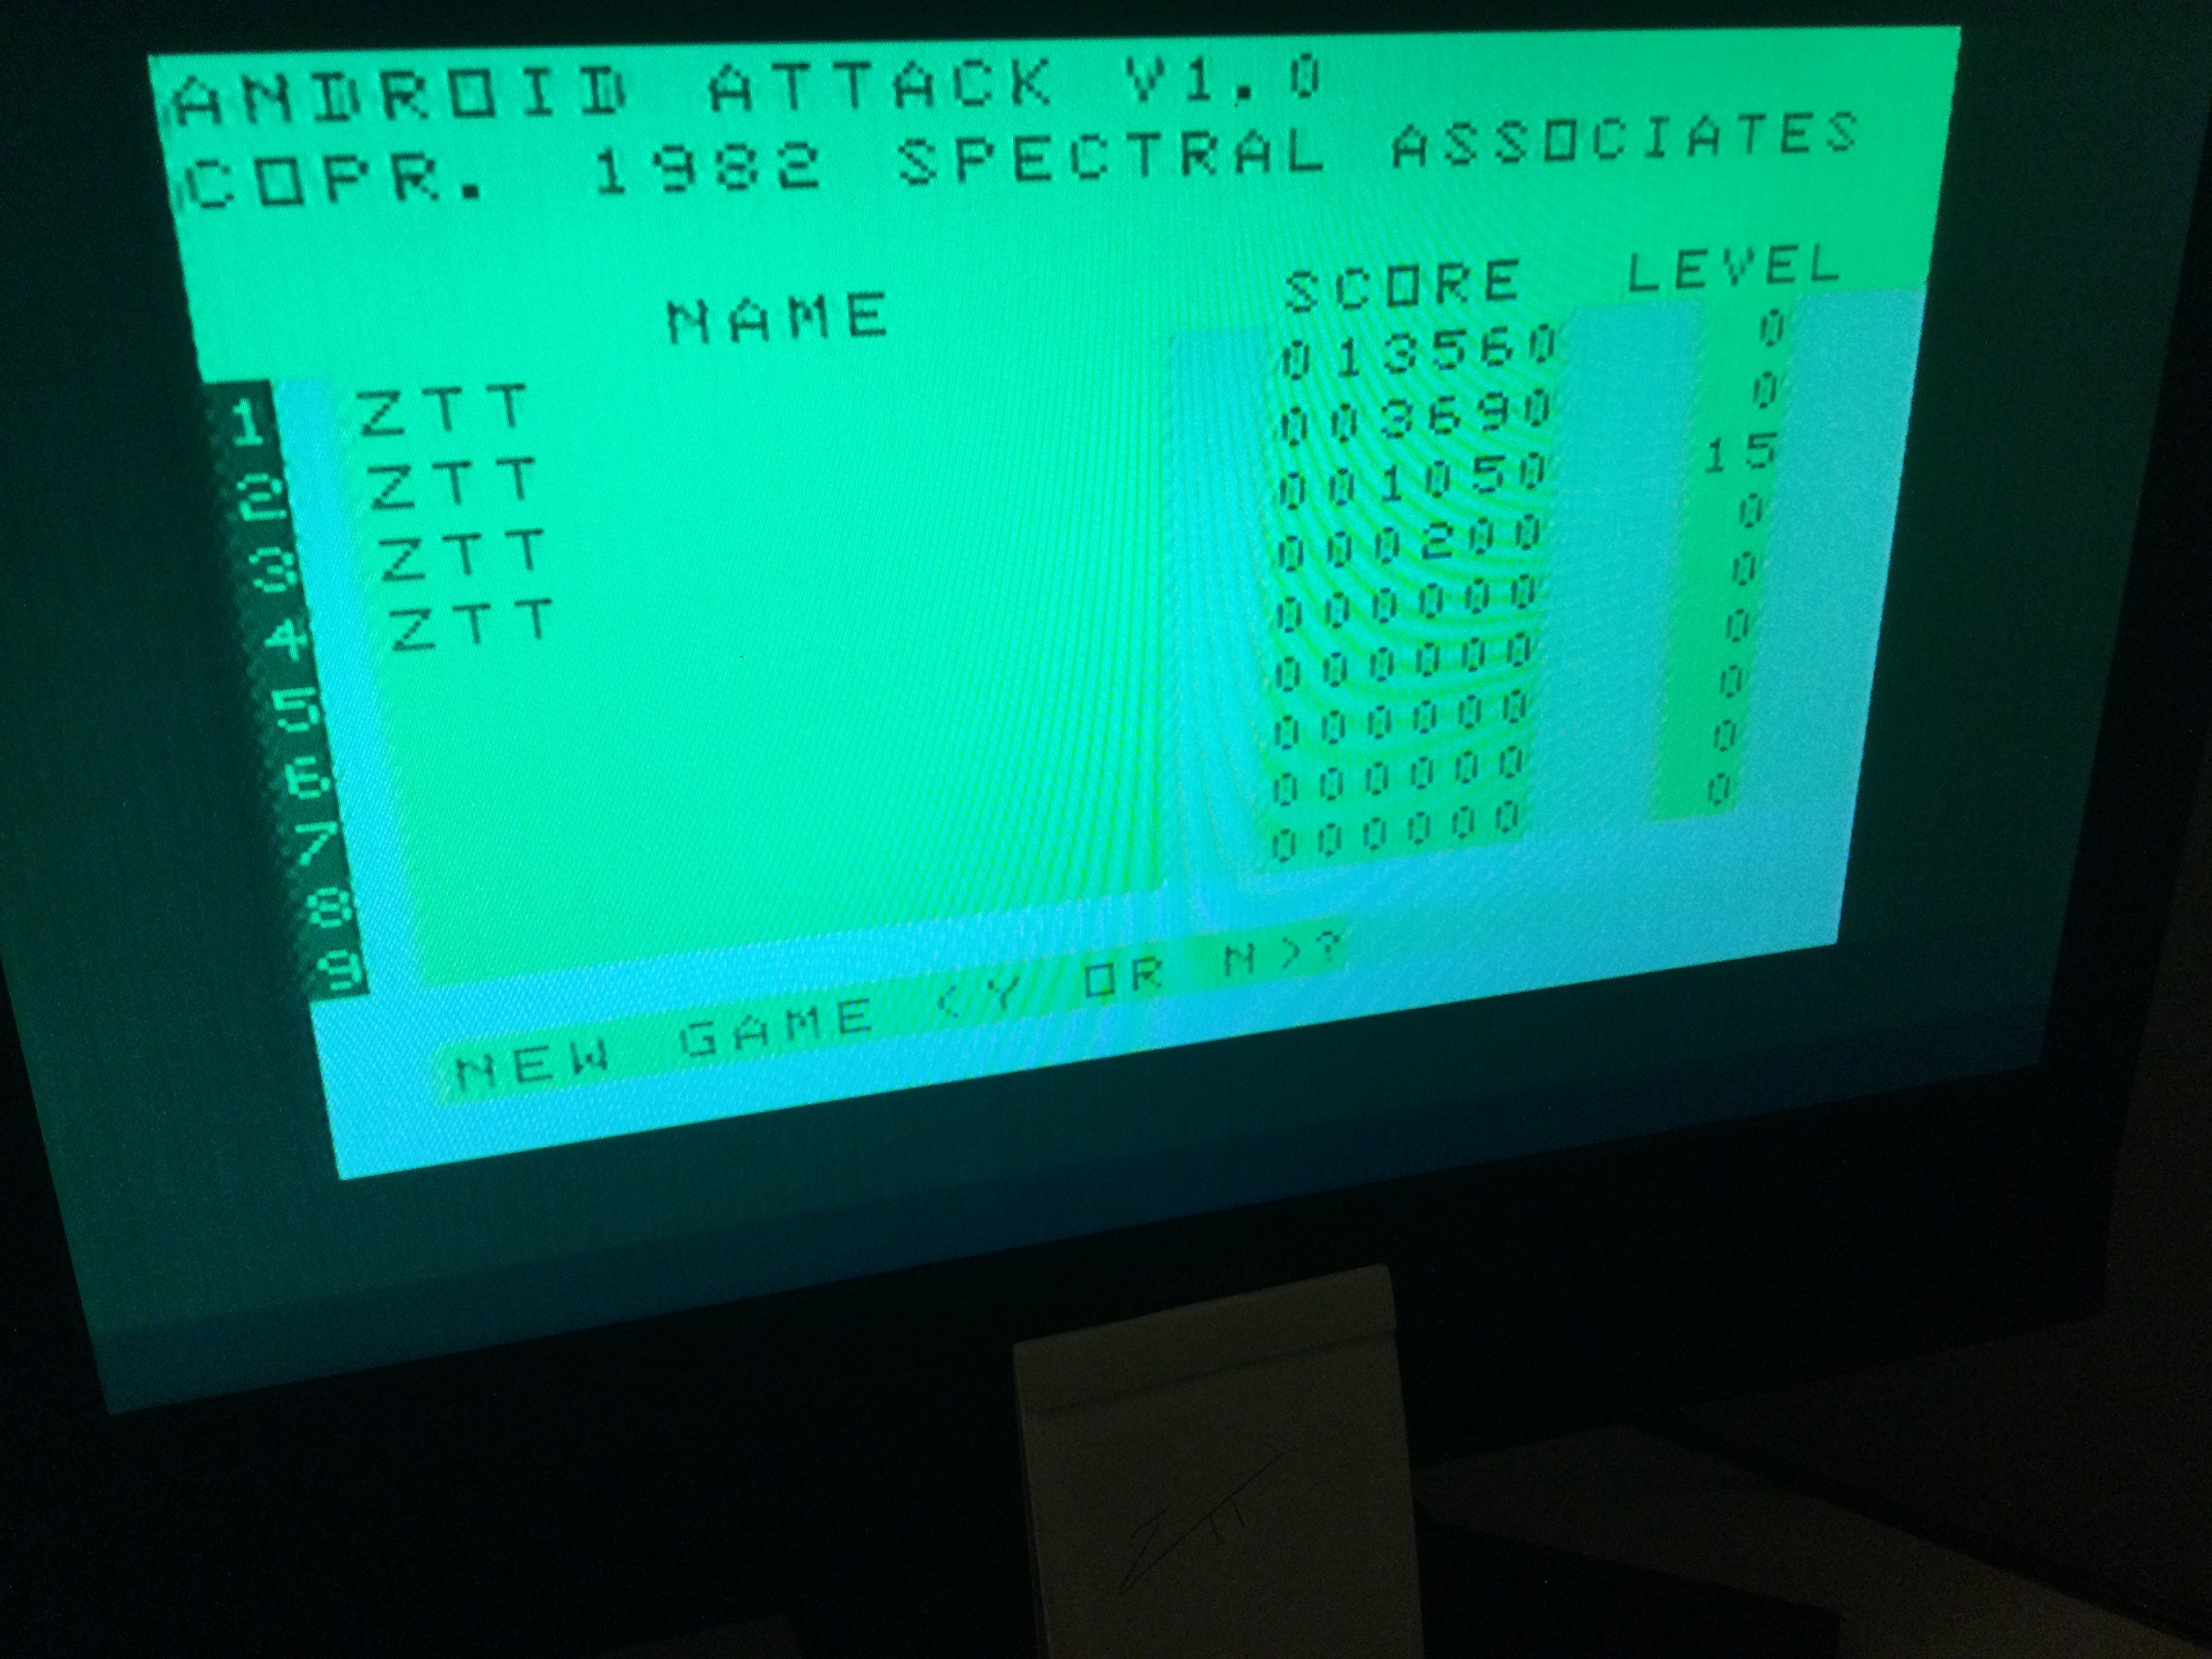 ANDROID ATTACK V1.0
COPR. 1982 SPECTRAL ASSOCIATES
NAME SCORE LEVEL
1 ZTT 013560 0
2 ZTT 003690 0
3 ZTT 001050 15
4 ZTT 000200 0
5 000000 0
6 000000 0
7 000000 0
8 000000 0
9 000000 0
NEW GAME <Y OR N>?
ZTT